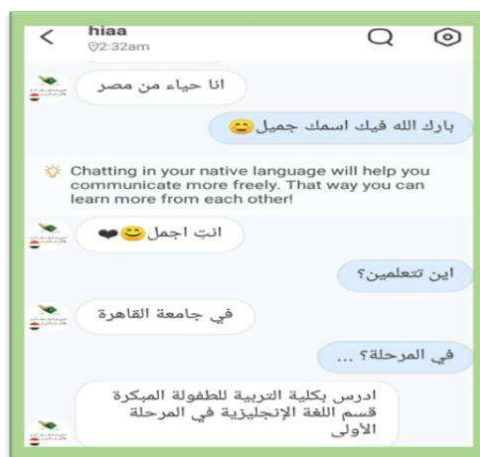 hiaa
2:32am
انا حياء من مصر
بارك الله فيك اسمك جميل😊
Chatting in your native language will help you
communicate more freely. That way you can
learn more from each other!
انتِ اجمل😊❤
اين تتعلمين؟
في جامعة القاهرة
في المرحلة؟ ...
ادرس بكلية التربية للطفولة المبكرة
قسم اللغة الإنجليزية في المرحلة
الأولى